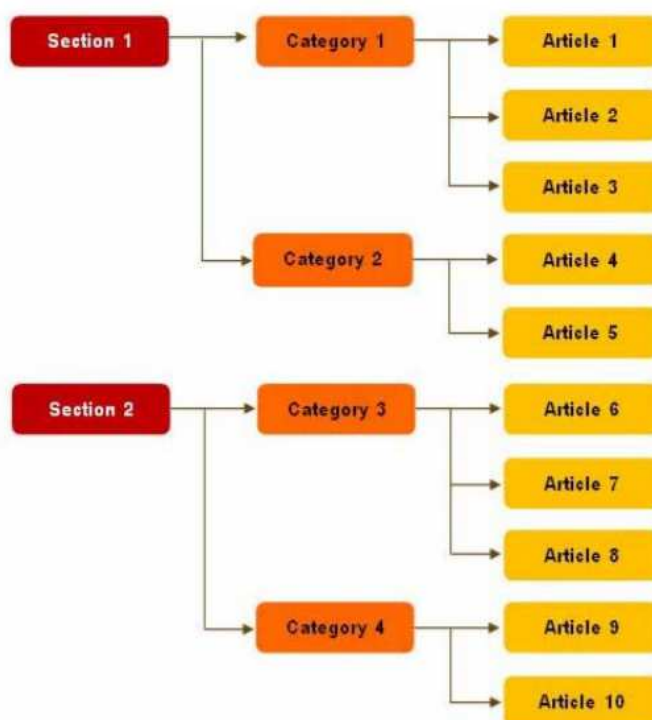 Section 1
Category 1
Article 1
Article 2
Article 3
Category 2
Article 4
Article 5
Section 2
Category 3
Article 6
Article 7
Article 8
Category 4
Article 9
Article 10